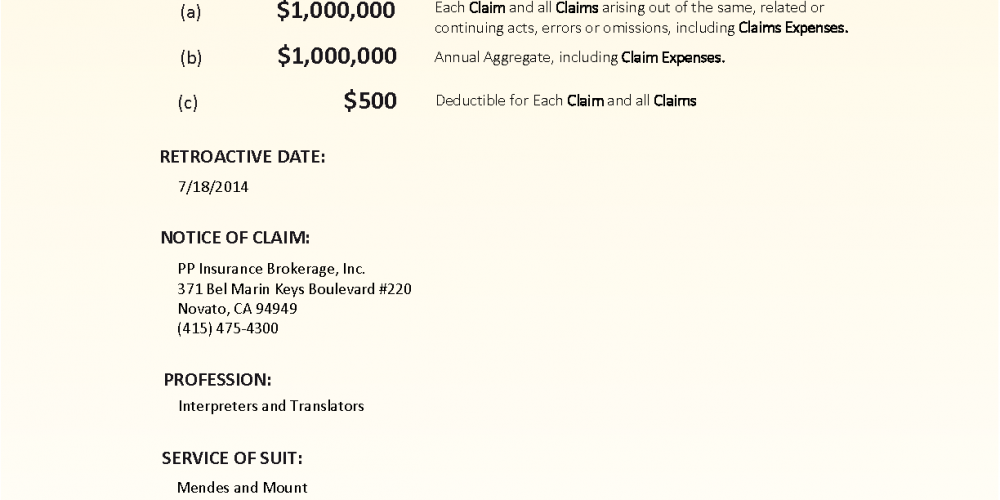 (a) $1,000,000 Each Claim and all Claims arising out of the same, related or
continuing acts, errors or omissions, including Claims Expenses.
(b) $1,000,000 Annual Aggregate, including Claim Expenses.
(c) $500 Deductible for Each Claim and all Claims
RETROACTIVE DATE:
7/18/2014
NOTICE OF CLAIM:
PP Insurance Brokerage, Inc.
371 Bel Marin Keys Boulevard #220
Novato, CA 94949
(415) 475-4300
PROFESSION:
Interpreters and Translators
SERVICE OF SUIT:
Mendes and Mount